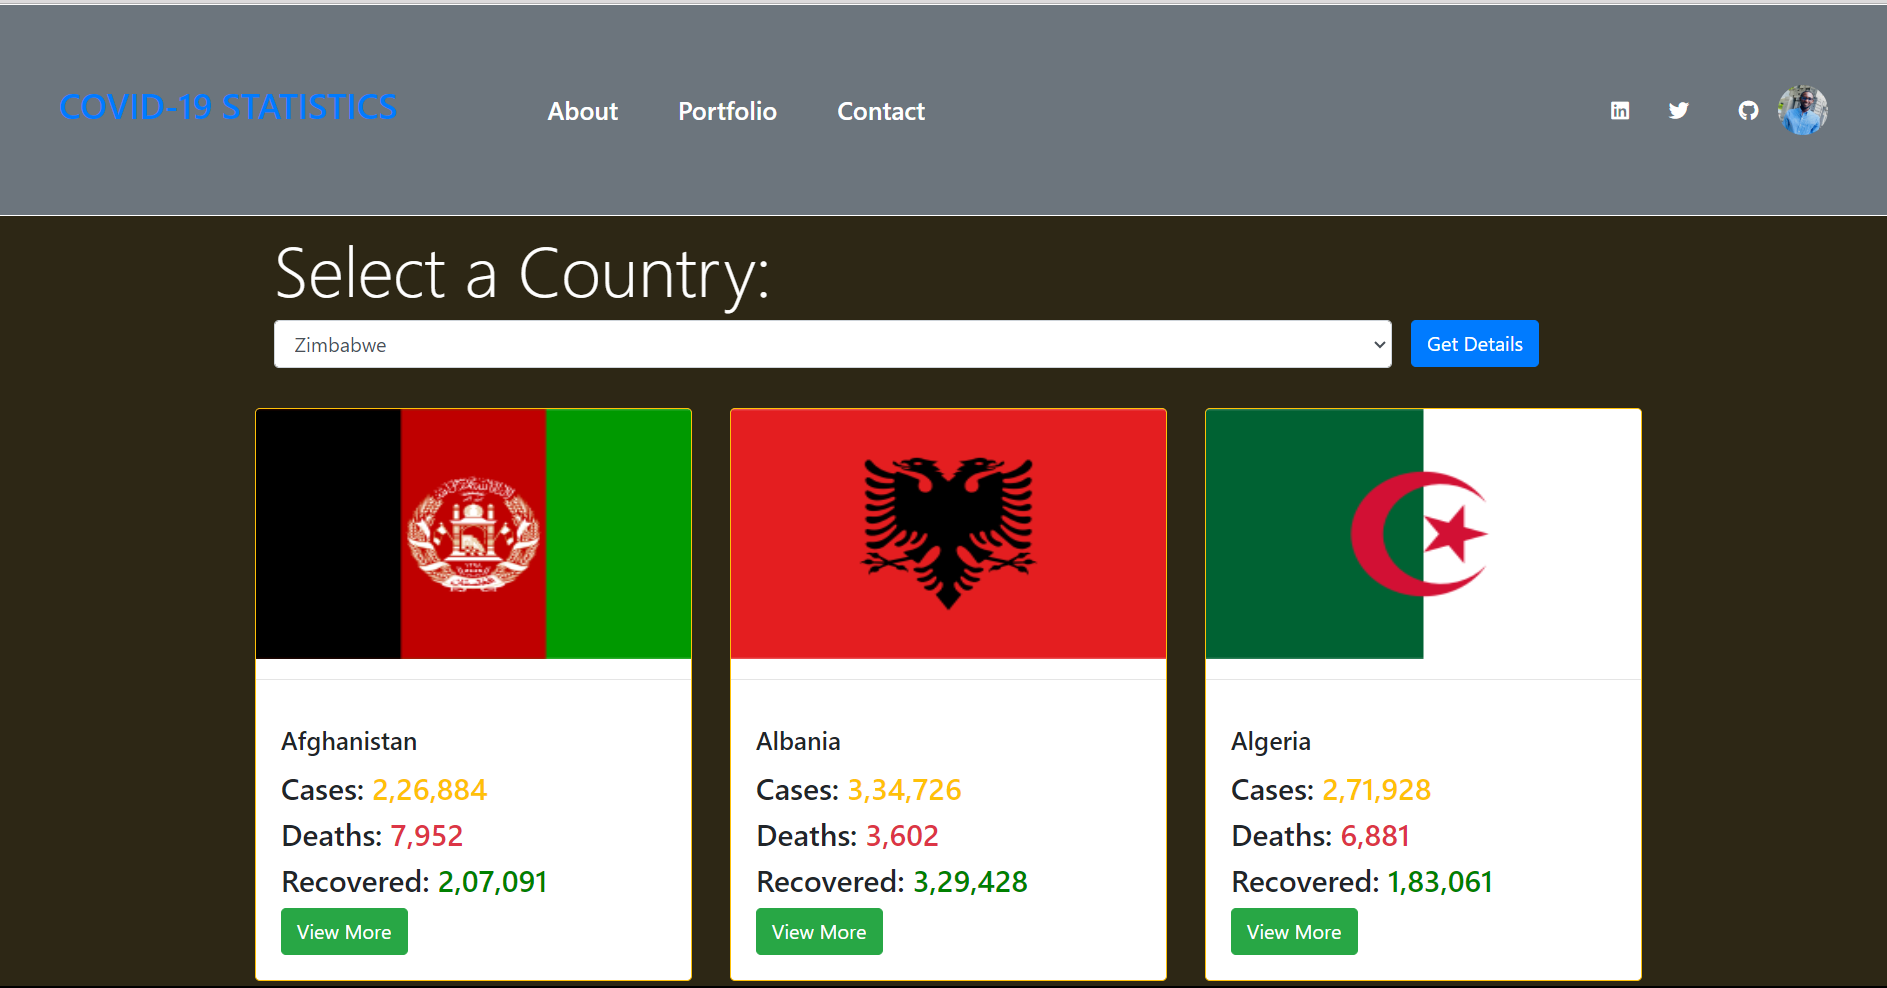 COVID-19 STATISTICS About Portfolio Contact
Select a Country:
Zimbabwe Get Details
Afghanistan
Cases: 2,26,884
Deaths: 7,952
Recovered: 2,07,091
View More
Albania
Cases: 3,34,726
Deaths: 3,602
Recovered: 3,29,428
View More
Algeria
Cases: 2,71,928
Deaths: 6,881
Recovered: 1,83,061
View More